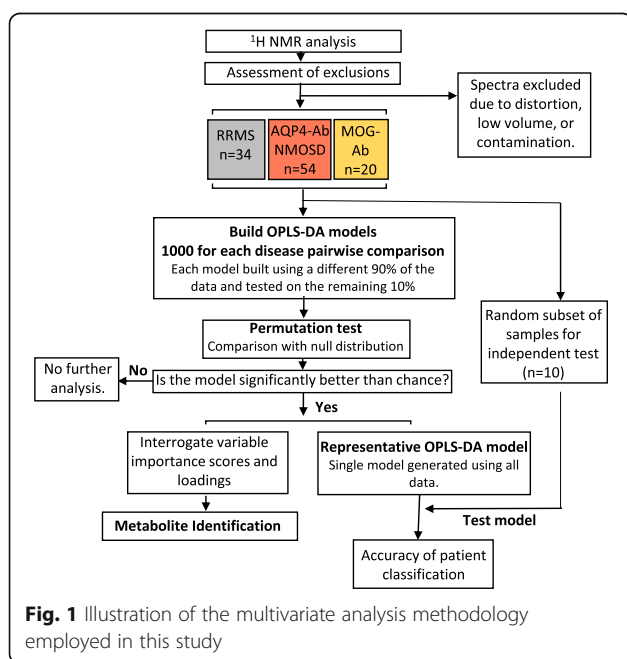 ¹H NMR analysis
Assessment of exclusions
Spectra excluded
due to distortion,
low volume, or
contamination.
RRMS
n=34
AQP4-Ab
NMOSD
n=54
MOG-
Ab
n=20
Build OPLS-DA models
1000 for each disease pairwise comparison
Each model built using a different 90% of the
data and tested on the remaining 10%
Random subset of
samples for
independent test
(n=10)
Permutation test
Comparison with null distribution
No further
analysis.
No
Is the model significantly better than chance?
Yes
Interrogate variable
importance scores and
loadings
Representative OPLS-DA model
Single model generated using all
data.
Metabolite Identification
Test model
Accuracy of patient
classification
Fig. 1 Illustration of the multivariate analysis methodology
employed in this study